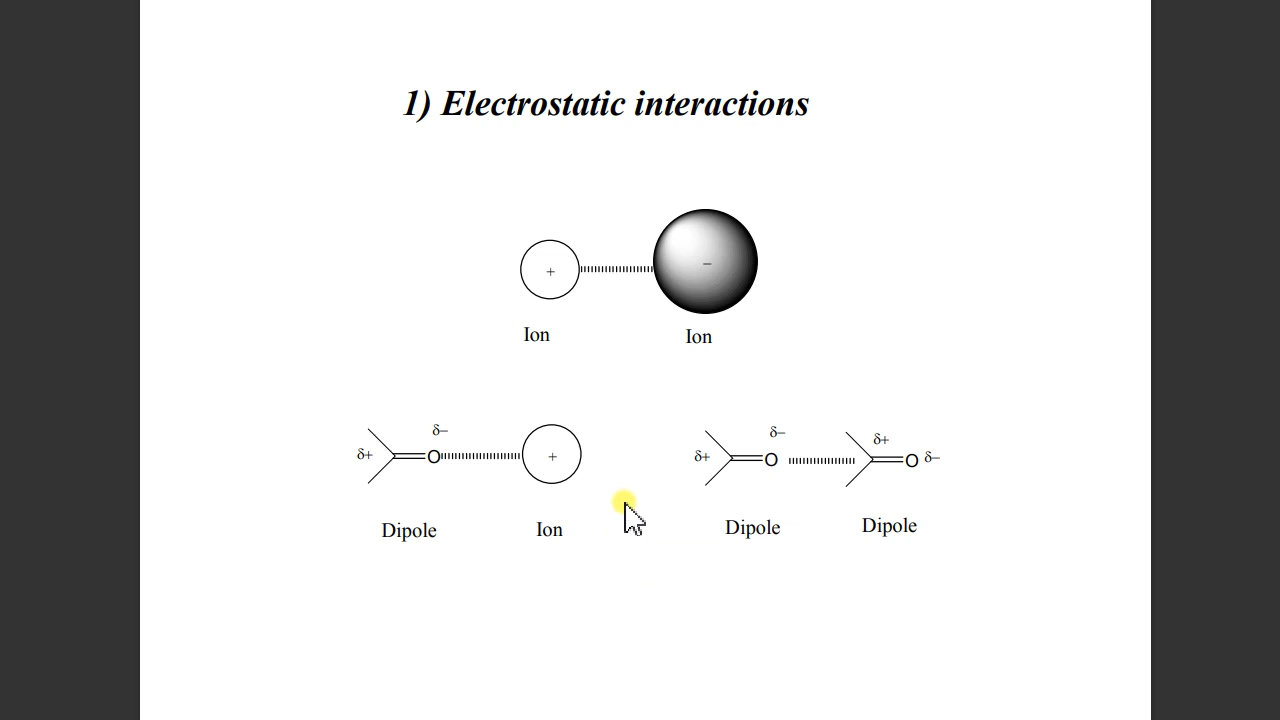 1) Electrostatic interactions
+ –
Ion Ion
δ+ δ– O + δ+ δ– O δ+ O δ–
Dipole Ion Dipole Dipole